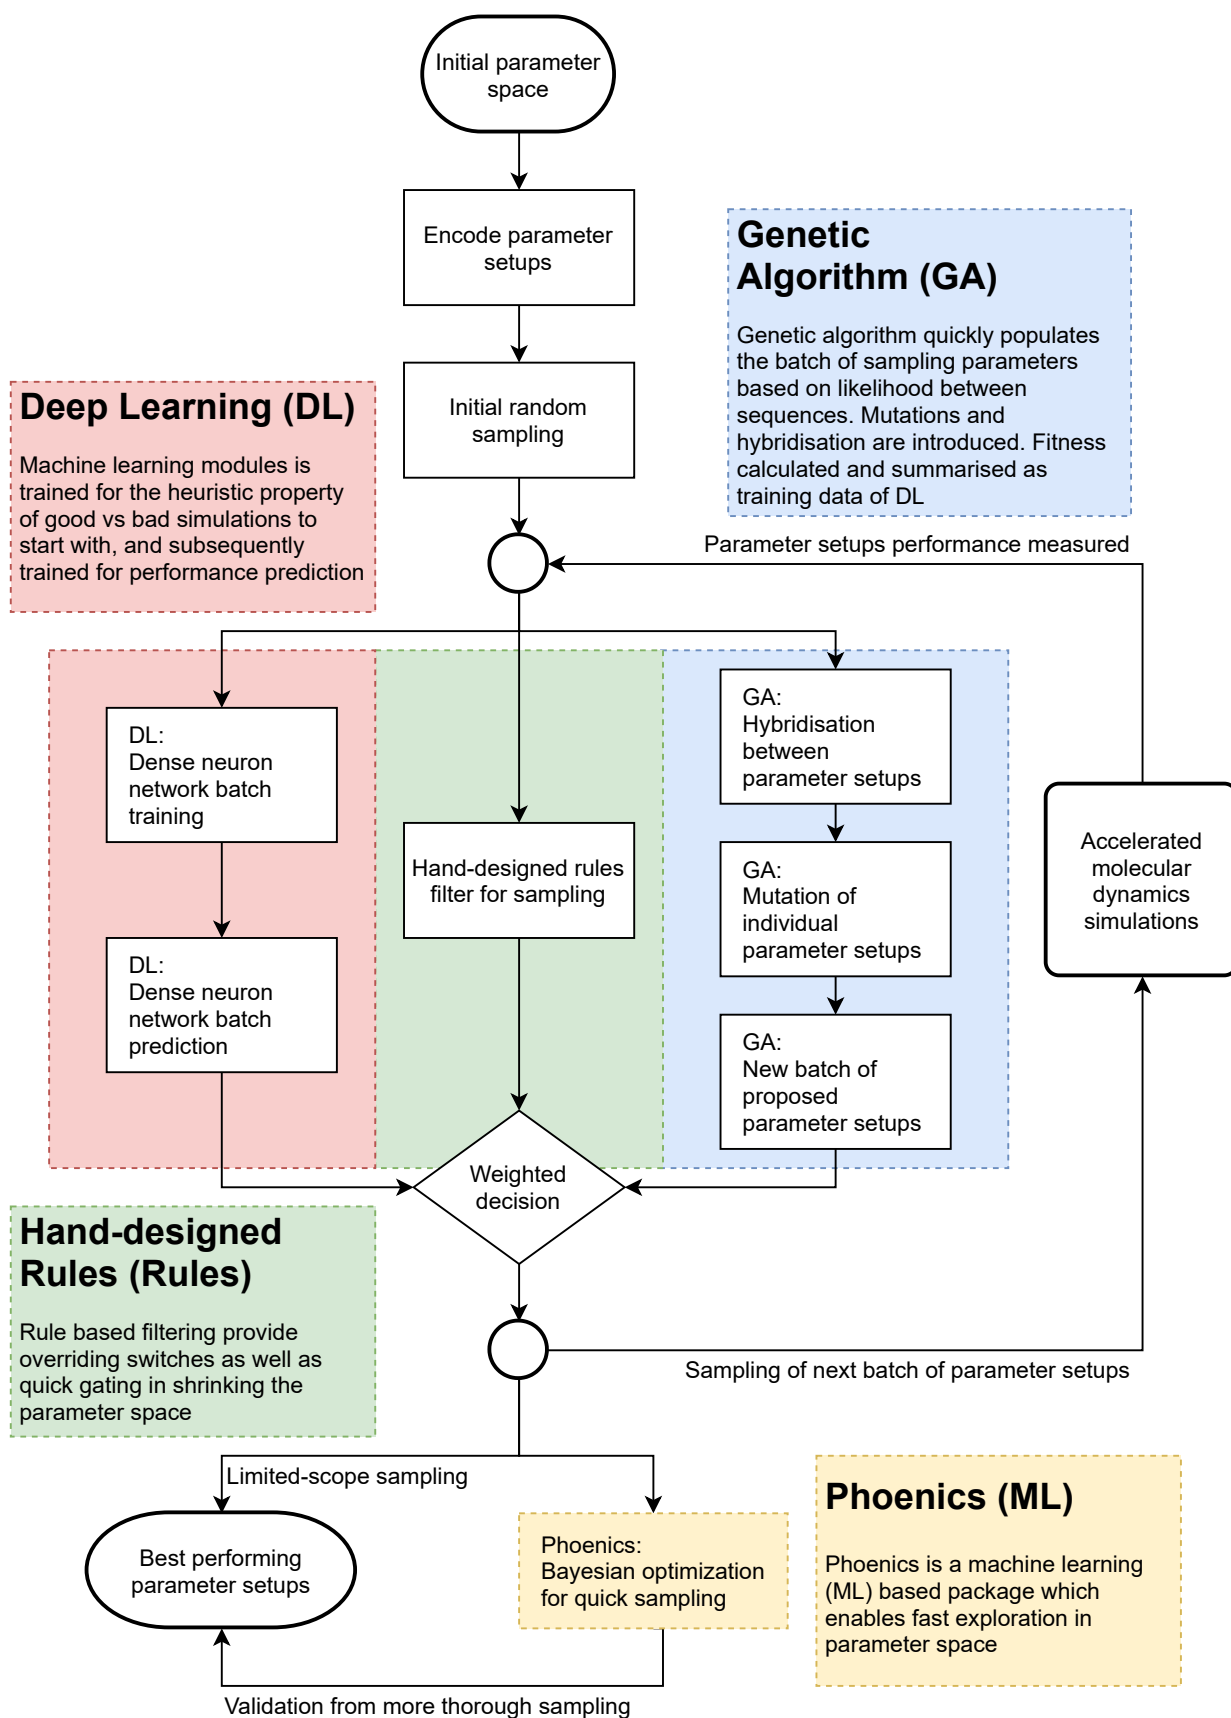 Initial parameter
space
Encode parameter
setups
Genetic
Algorithm (GA)
Genetic algorithm quickly populates
the batch of sampling parameters
based on likelihood between
sequences. Mutations and
hybridisation are introduced. Fitness
calculated and summarised as
training data of DL
Initial random
sampling
Deep Learning (DL)
Machine learning modules is
trained for the heuristic property
of good vs bad simulations to
start with, and subsequently
trained for performance prediction
Parameter setups performance measured
DL:
Dense neuron
network batch
training
DL:
Dense neuron
network batch
prediction
Hand-designed rules
filter for sampling
GA:
Hybridisation
between
parameter setups
GA:
Mutation of
individual
parameter setups
GA:
New batch of
proposed
parameter setups
Accelerated
molecular
dynamics
simulations
Weighted
decision
Hand-designed
Rules (Rules)
Rule based filtering provide
overriding switches as well as
quick gating in shrinking the
parameter space
Sampling of next batch of parameter setups
Limited-scope sampling
Best performing
parameter setups
Phoenics:
Bayesian optimization
for quick sampling
Phoenics (ML)
Phoenics is a machine learning
(ML) based package which
enables fast exploration in
parameter space
Validation from more thorough sampling